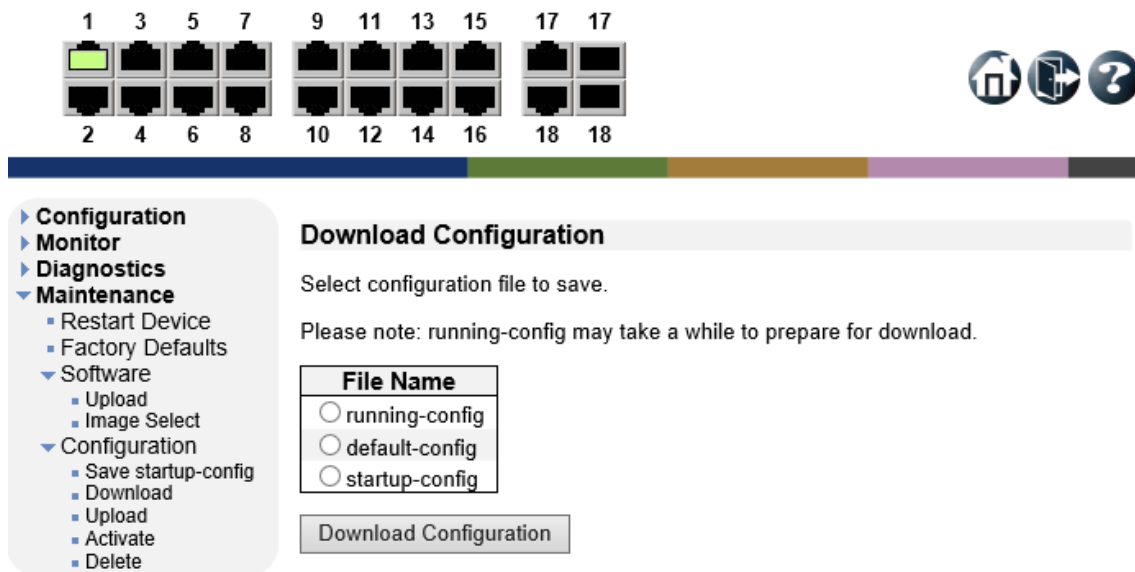 1 3 5 7 9 11 13 15 17 17
2 4 6 8 10 12 14 16 18 18
?
Configuration
Monitor
Diagnostics
Maintenance
Restart Device
Factory Defaults
Software
Upload
Image Select
Configuration
Save startup-config
Download
Upload
Activate
Delete
Download Configuration
Select configuration file to save.
Please note: running-config may take a while to prepare for download.
File Name
running-config
default-config
startup-config
Download Configuration